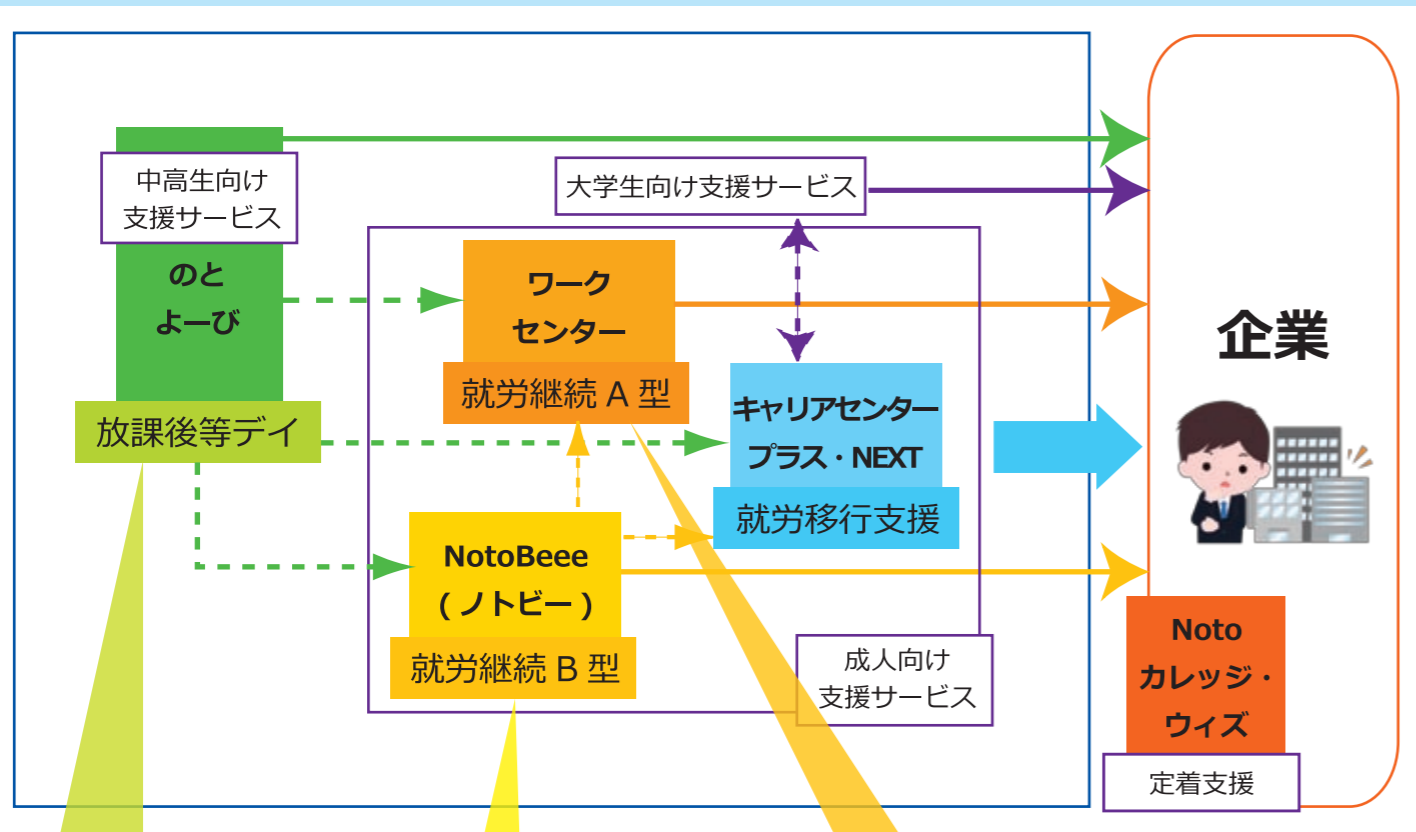 中高生向け
支援サービス
のと
よーび
放課後等デイ
大学生向け支援サービス
ワーク
センター
就労継続 A 型
キャリアセンター
プラス・NEXT
就労移行支援
NotoBeee
( ノトビー )
就労継続 B 型
成人向け
支援サービス
企業
Noto
カレッジ・
ウィズ
定着支援